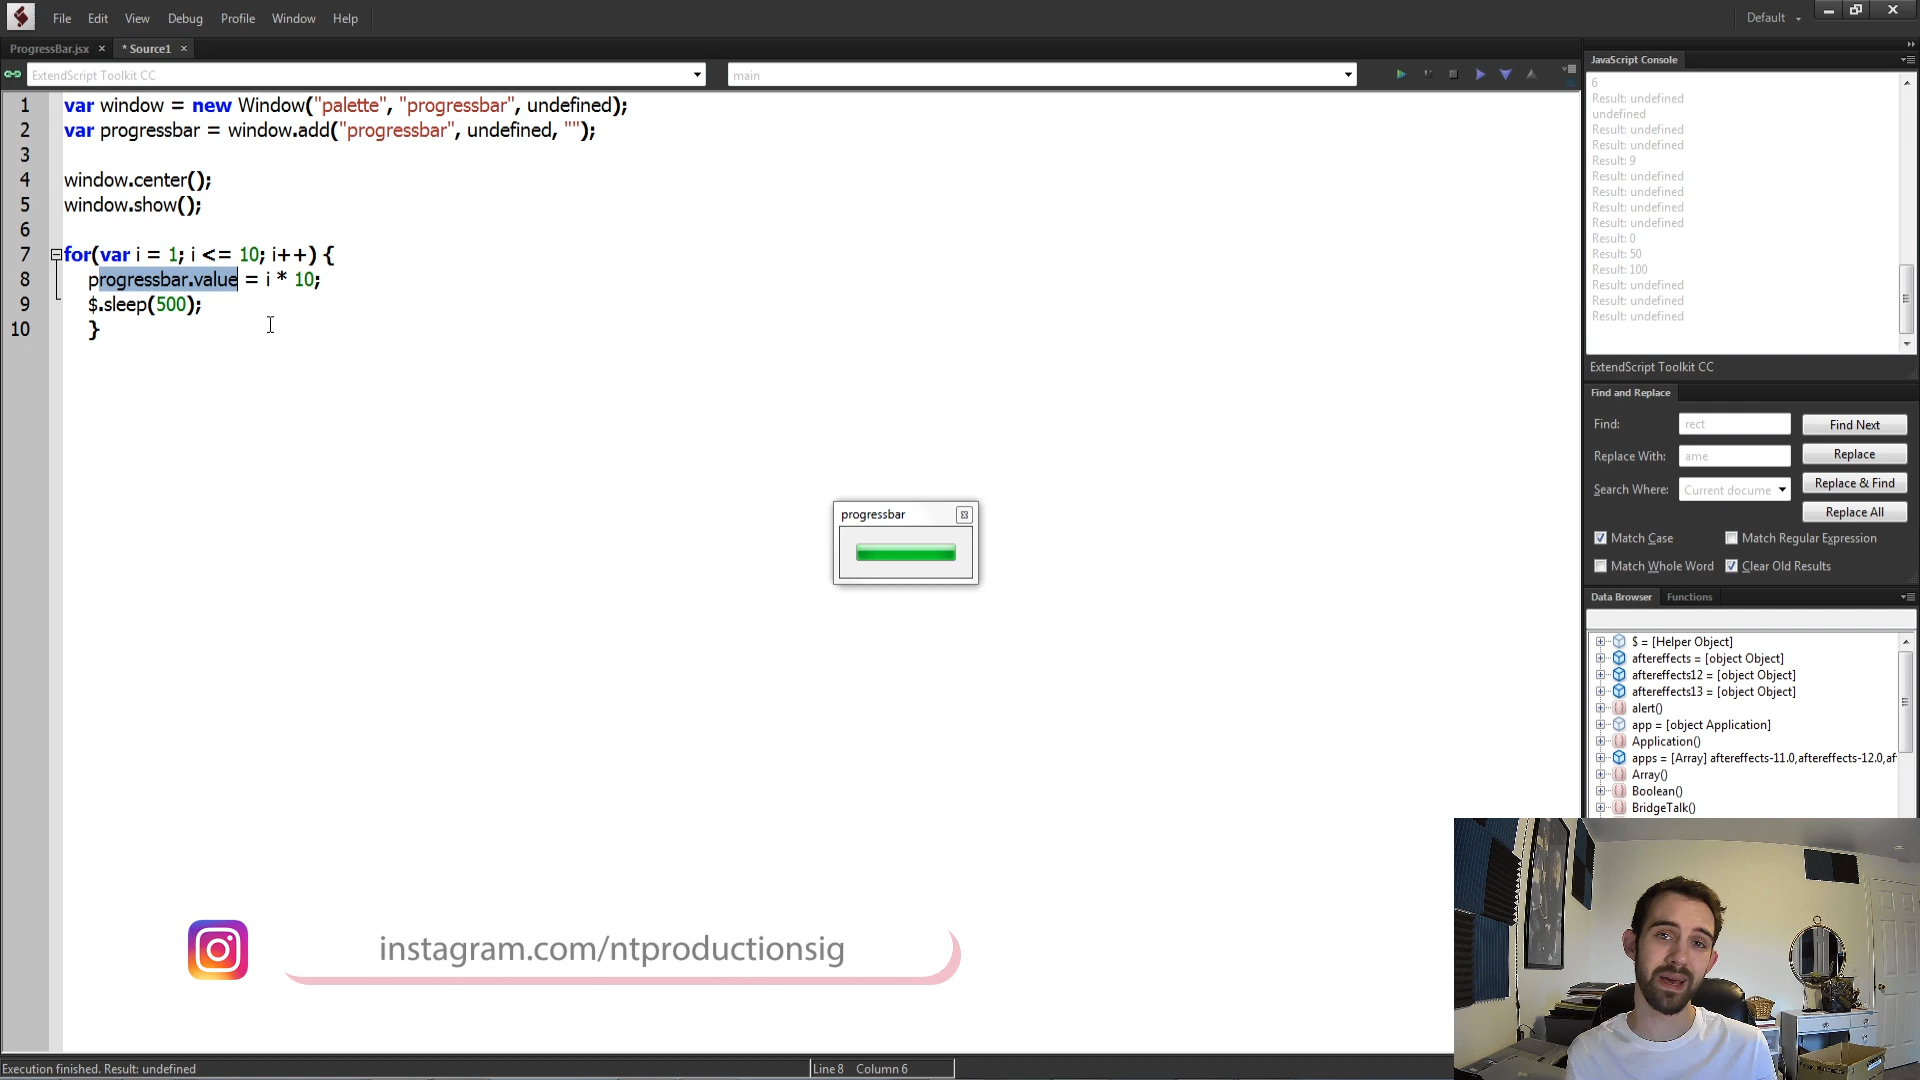 File Edit View Debug Profile Window Help
Default
ProgressBar.jsx × * Source1 ×
ExtendScript Toolkit CC
main
1 var window = new Window("palette", "progressbar", undefined);
2 var progressbar = window.add("progressbar", undefined, "");
3
4 window.center();
5 window.show();
6
7 for(var i = 1; i <= 10; i++) {
8 progressbar.value = i * 10;
9 $.sleep(500);
10 }
progressbar
instagram.com/ntproductionsig
Execution finished. Result: undefined
Line 8 Column 6
JavaScript Console
6
Result: undefined
undefined
Result: undefined
Result: undefined
Result: 9
Result: undefined
Result: undefined
Result: undefined
Result: undefined
Result: 0
Result: 50
Result: 100
Result: undefined
Result: undefined
Result: undefined
ExtendScript Toolkit CC
Find and Replace
Find: rect Find Next
Replace With: ame Replace
Search Where: Current docume Replace & Find
Replace All
Match Case Match Regular Expression
Match Whole Word Clear Old Results
Data Browser Functions
$ = [Helper Object]
aftereffects = [object Object]
aftereffects12 = [object Object]
aftereffects13 = [object Object]
alert()
app = [object Application]
Application()
apps = [Array] aftereffects-11.0,aftereffects-12.0,af
Array()
Boolean()
BridgeTalk()